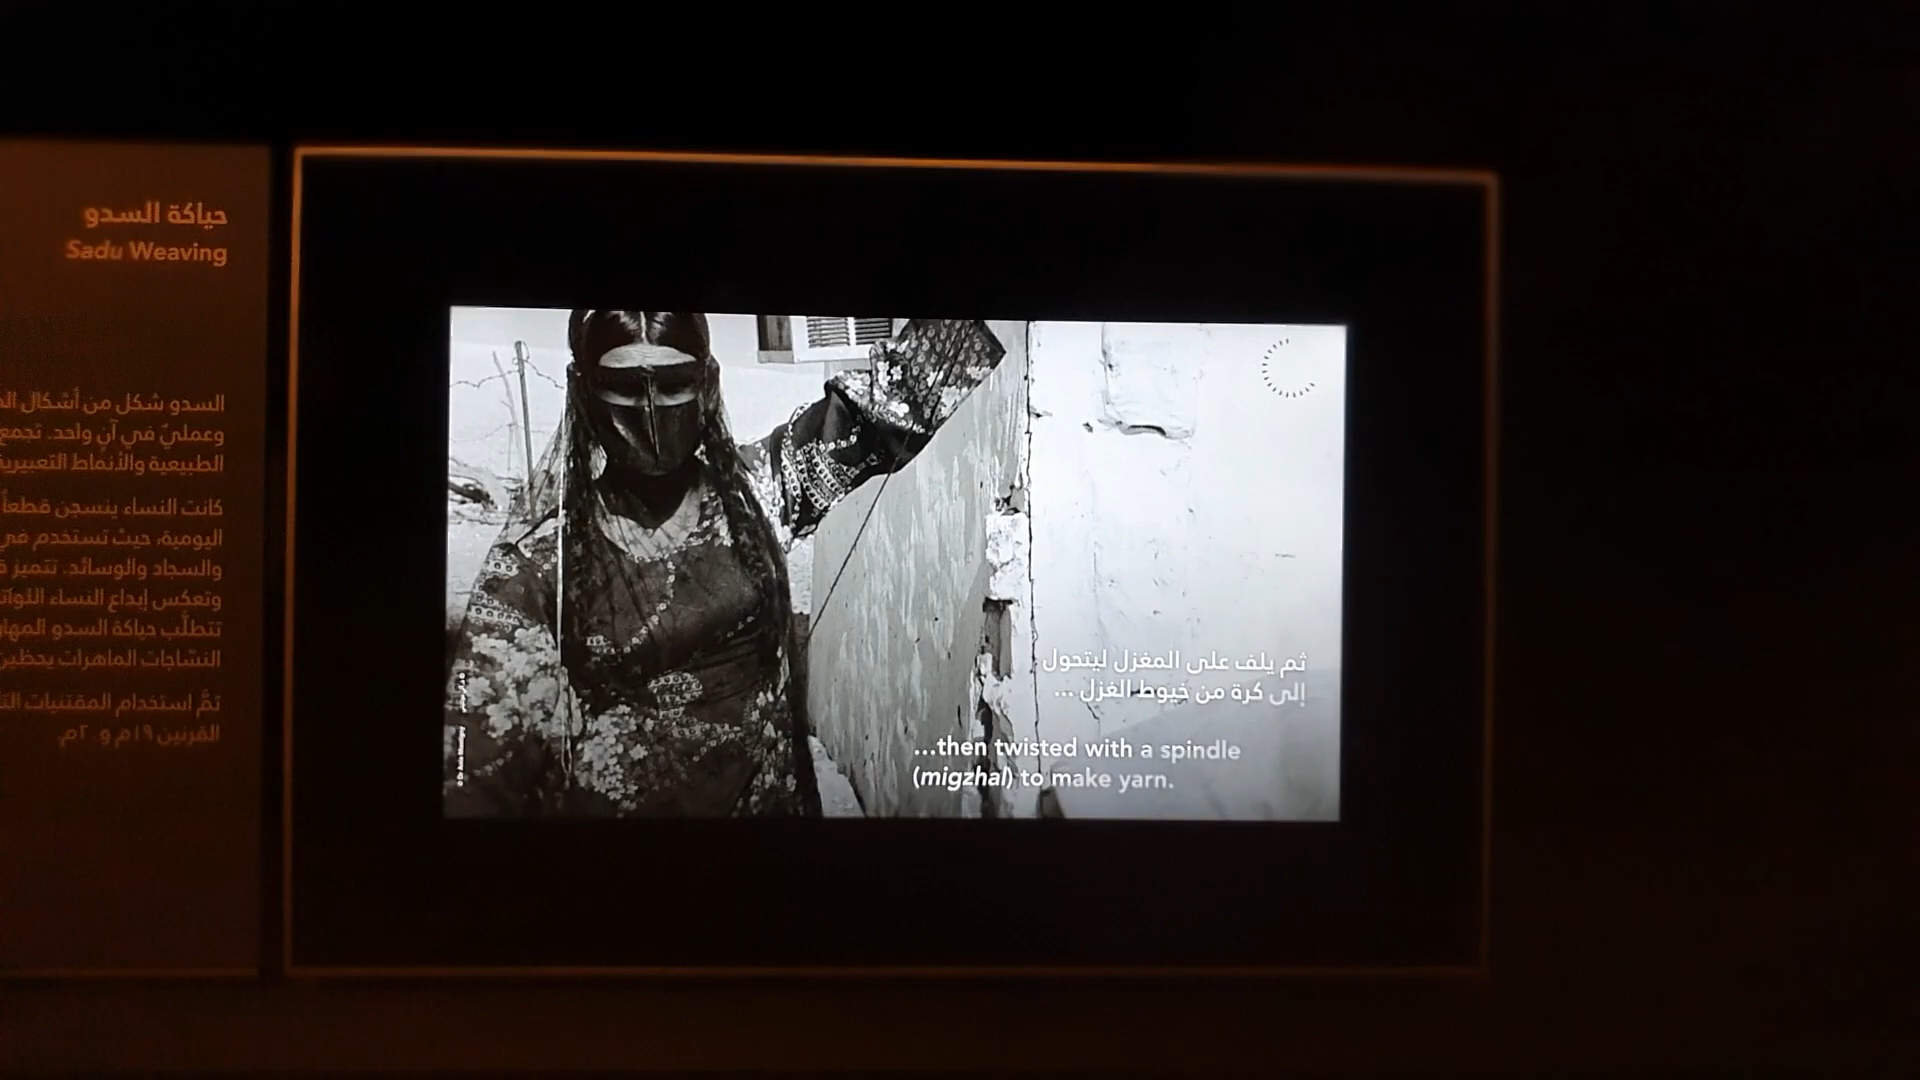 حياكة السدو
Sadu Weaving
السدو شكل من أشكال
وعمليٌ في آنٍ واحد. تجمع
الطبيعية والأنماط التعبيرية
كانت النساء ينسجن قطعاً
اليومية، حيث تستخدم في
والسجاد والوسائد. تتميز
وتعكس إبداع النساء
تتطلّب حياكة السدو
النسّاجات الماهرات يحظين
تمَّ استخدام المقتنيات
القرنين ١٩م و ٢٠م.
ثم يلف على المغزل ليتحول
إلى كرة من خيوط الغزل ...
...then twisted with a spindle
(migzhal) to make yarn.